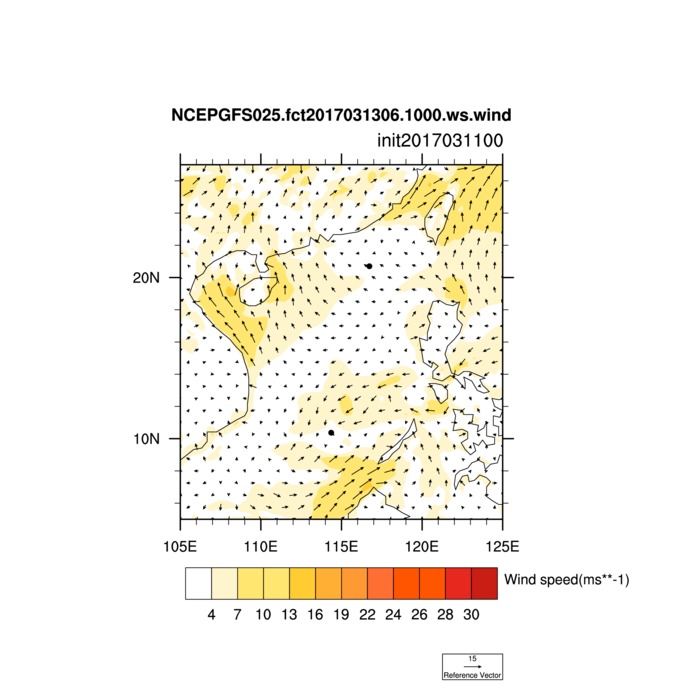 NCEPGFS025.fct2017031306.1000.ws.wind
init2017031100
20N
10N
105E 110E 115E 120E 125E
Wind speed(ms**-1)
4 7 10 13 16 19 22 24 26 28 30
15
Reference Vector